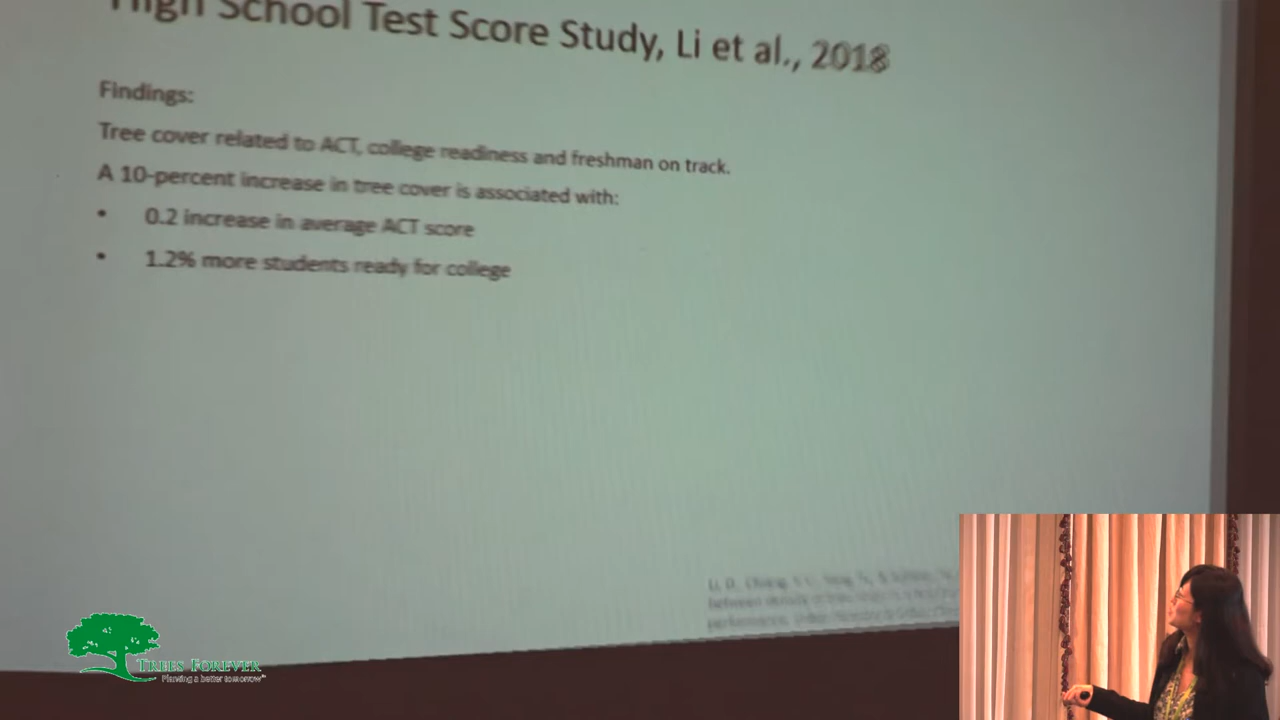 High School Test Score Study, Li et al., 2018
Findings:
Tree cover related to ACT, college readiness and freshman on track.
A 10-percent increase in tree cover is associated with:
• 0.2 increase in average ACT score
• 1.2% more students ready for college
TREES FOREVER
Planting a better tomorrow